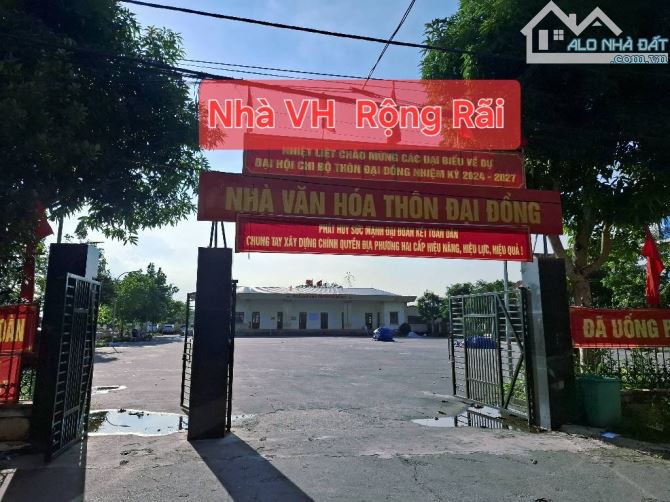 ALO NHÀ ĐẤT
.com.vn
Nhà VH Rộng Rãi
NHIỆT LIỆT CHÀO MỪNG CÁC ĐẠI BIỂU VỀ DỰ
ĐẠI HỘI CHI BỘ THÔN ĐẠI ĐỒNG NHIỆM KỲ 2024 - 2027
NHÀ VĂN HÓA THÔN ĐẠI ĐỒNG
PHÁT HUY SỨC MẠNH ĐẠI ĐOÀN KẾT TOÀN DÂN
CHUNG TAY XÂY DỰNG CHÍNH QUYỀN ĐỊA PHƯƠNG HAI CẤP HIỆU NĂNG, HIỆU LỰC, HIỆU QUẢ !
DÂN
ĐÃ UỐNG